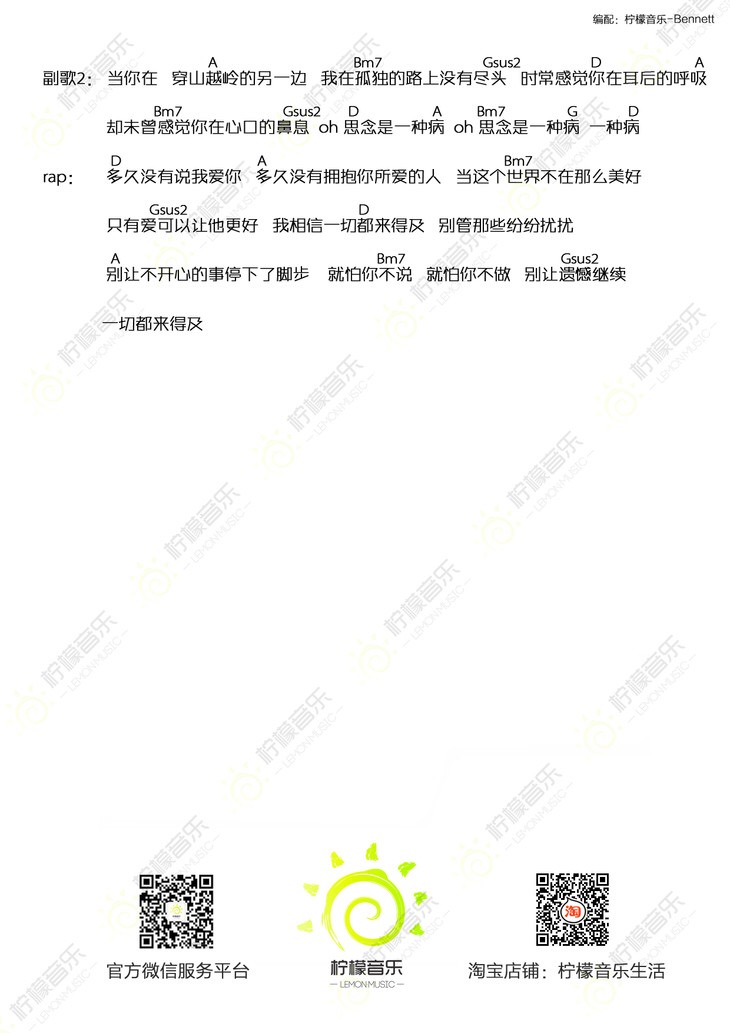 编配：柠檬音乐-Bennett
A Bm7 Gsus2 D A
副歌2： 当你在 穿山越岭的另一边 我在孤独的路上没有尽头 时常感觉你在耳后的呼吸
Bm7 Gsus2 D A Bm7 G D
却未曾感觉你在心口的鼻息 oh 思念是一种病 oh 思念是一种病 一种病
D A Bm7
rap： 多久没有说我爱你 多久没有拥抱你所爱的人 当这个世界不在那么美好
Gsus2 D
只有爱可以让他更好 我相信一切都来得及 别管那些纷纷扰扰
A Bm7 Gsus2
别让不开心的事停下了脚步 就怕你不说 就怕你不做 别让遗憾继续
一切都来得及
官方微信服务平台
柠檬音乐
— LEMON MUSIC —
淘
淘宝店铺：柠檬音乐生活